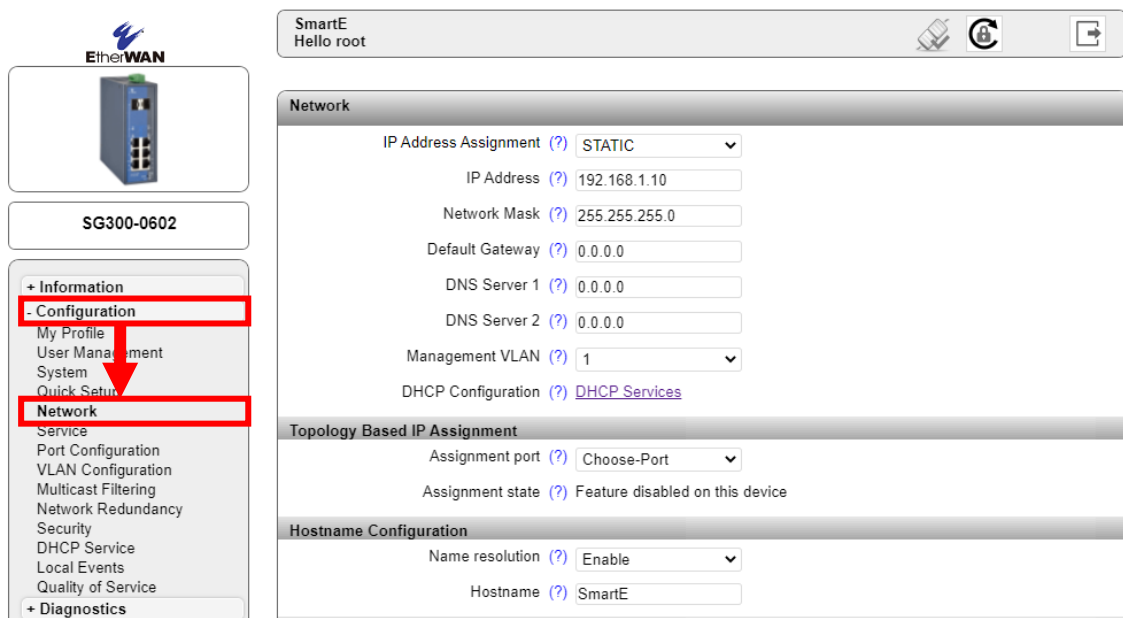 EtherWAN
SmartE
Hello root
SG300-0602
+ Information
- Configuration
My Profile
User Management
System
Quick Setup
Network
Service
Port Configuration
VLAN Configuration
Multicast Filtering
Network Redundancy
Security
DHCP Service
Local Events
Quality of Service
+ Diagnostics
Network
IP Address Assignment (?) STATIC
IP Address (?) 192.168.1.10
Network Mask (?) 255.255.255.0
Default Gateway (?) 0.0.0.0
DNS Server 1 (?) 0.0.0.0
DNS Server 2 (?) 0.0.0.0
Management VLAN (?) 1
DHCP Configuration (?) DHCP Services
Topology Based IP Assignment
Assignment port (?) Choose-Port
Assignment state (?) Feature disabled on this device
Hostname Configuration
Name resolution (?) Enable
Hostname (?) SmartE